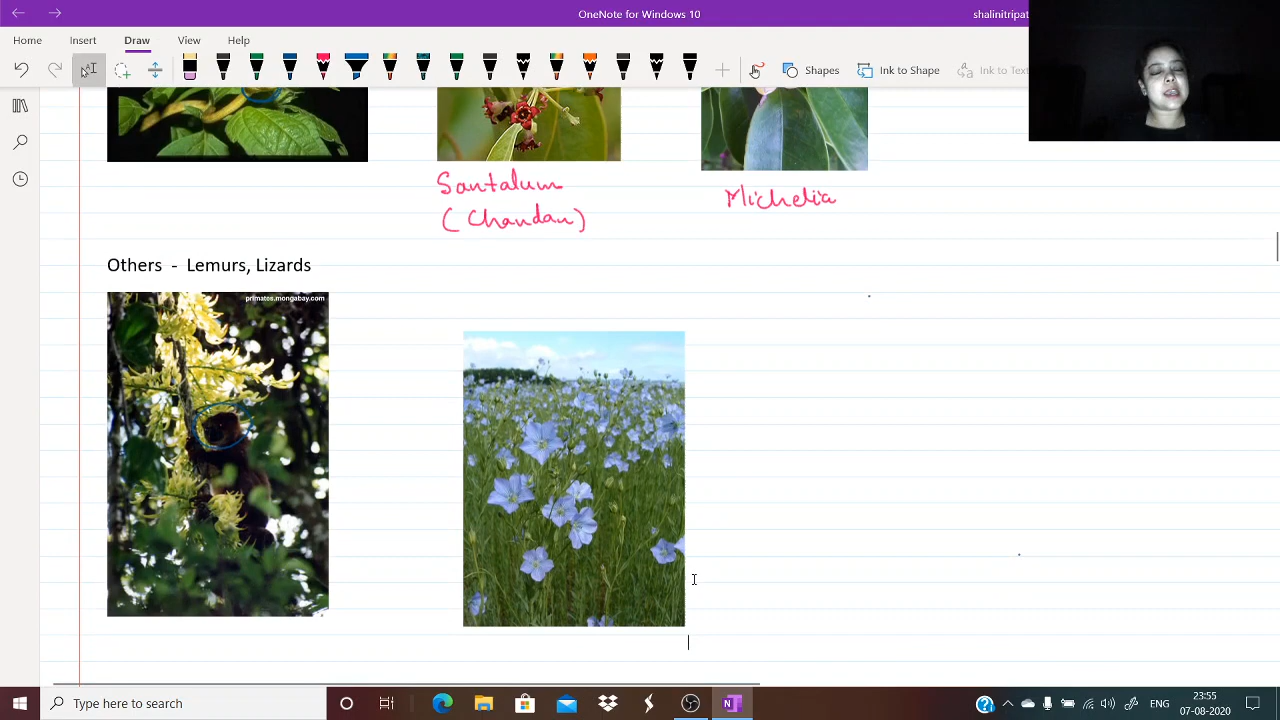 OneNote for Windows 10
shalinitripat
Home Insert Draw View Help
Shapes Ink to Shape Ink to Text
Santalum
(Chandan)
Michelia
Others - Lemurs, Lizards
primates.mongabay.com
Type here to search
23:55
07-08-2020